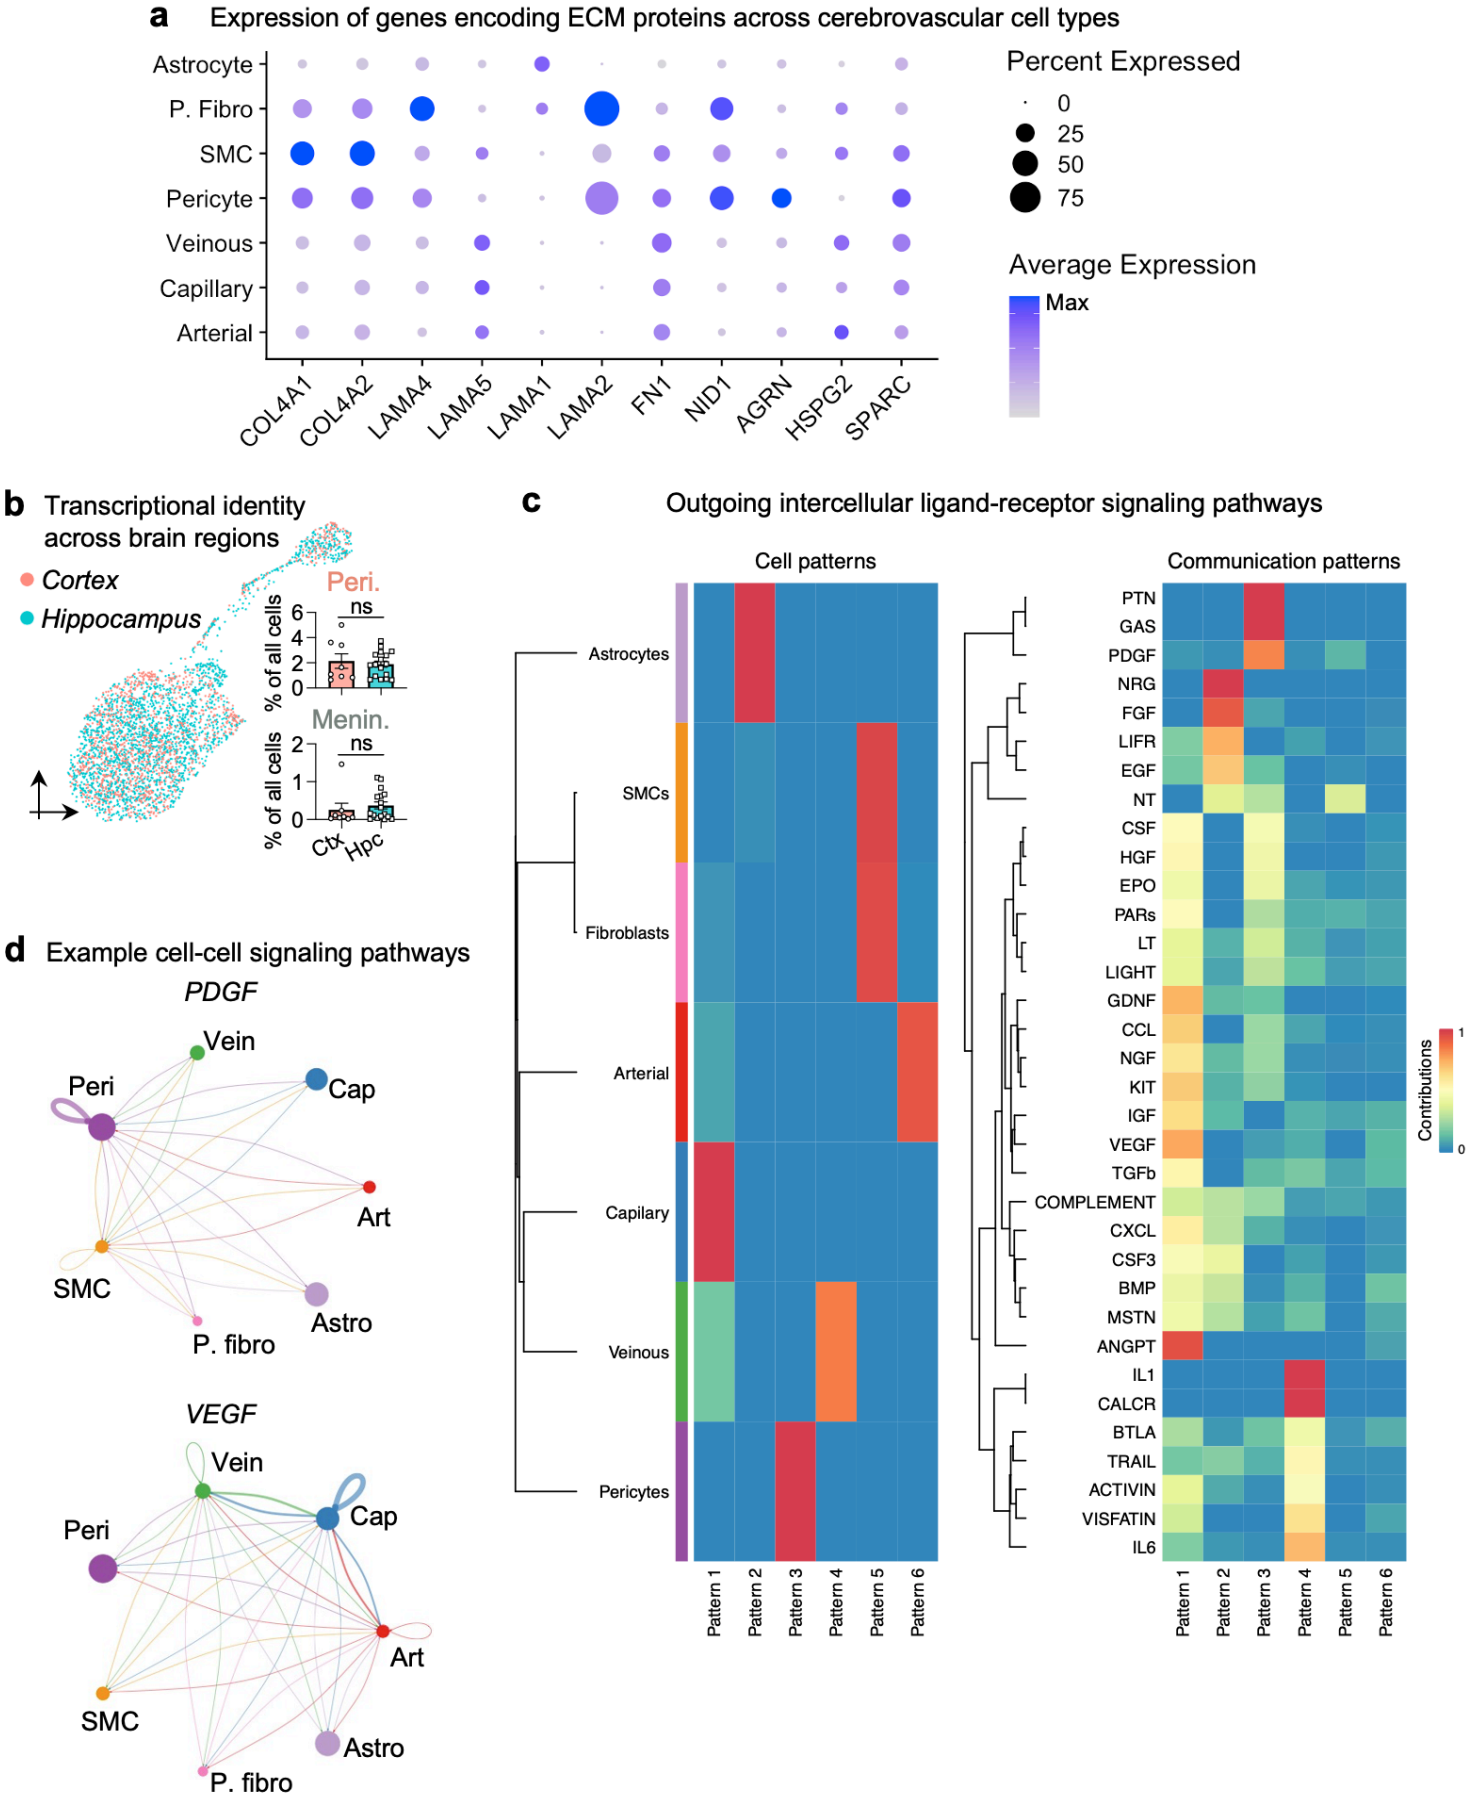 a Expression of genes encoding ECM proteins across cerebrovascular cell types
Astrocyte
P. Fibro
SMC
Pericyte
Veinous
Capillary
Arterial
COL4A1
COL4A2
LAMA4
LAMA5
LAMA1
LAMA2
FN1
NID1
AGRN
HSPG2
SPARC
Percent Expressed
0
25
50
75
Average Expression
Max
b Transcriptional identity
across brain regions
Cortex
Hippocampus
Peri.
ns
% of all cells
6
4
2
0
Menin.
ns
% of all cells
2
1
0
Ctx
Hpc
c Outgoing intercellular ligand-receptor signaling pathways
Cell patterns
Astrocytes
SMCs
Fibroblasts
Arterial
Capilary
Veinous
Pericytes
Pattern 1
Pattern 2
Pattern 3
Pattern 4
Pattern 5
Pattern 6
Communication patterns
PTN
GAS
PDGF
NRG
FGF
LIFR
EGF
NT
CSF
HGF
EPO
PARs
LT
LIGHT
GDNF
CCL
NGF
KIT
IGF
VEGF
TGFb
COMPLEMENT
CXCL
CSF3
BMP
MSTN
ANGPT
IL1
CALCR
BTLA
TRAIL
ACTIVIN
VISFATIN
IL6
Pattern 1
Pattern 2
Pattern 3
Pattern 4
Pattern 5
Pattern 6
Contributions
1
0
d Example cell-cell signaling pathways
PDGF
Vein
Peri
Cap
Art
SMC
Astro
P. fibro
VEGF
Vein
Cap
Peri
Art
SMC
Astro
P. fibro